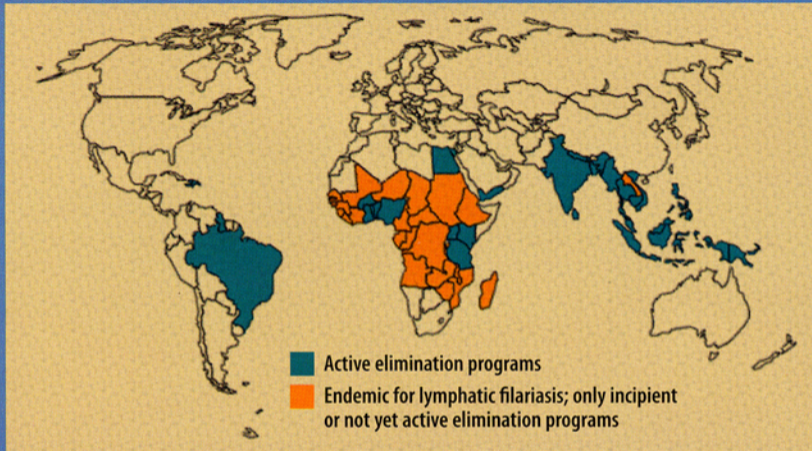 Active elimination programs
Endemic for lymphatic filariasis; only incipient
or not yet active elimination programs